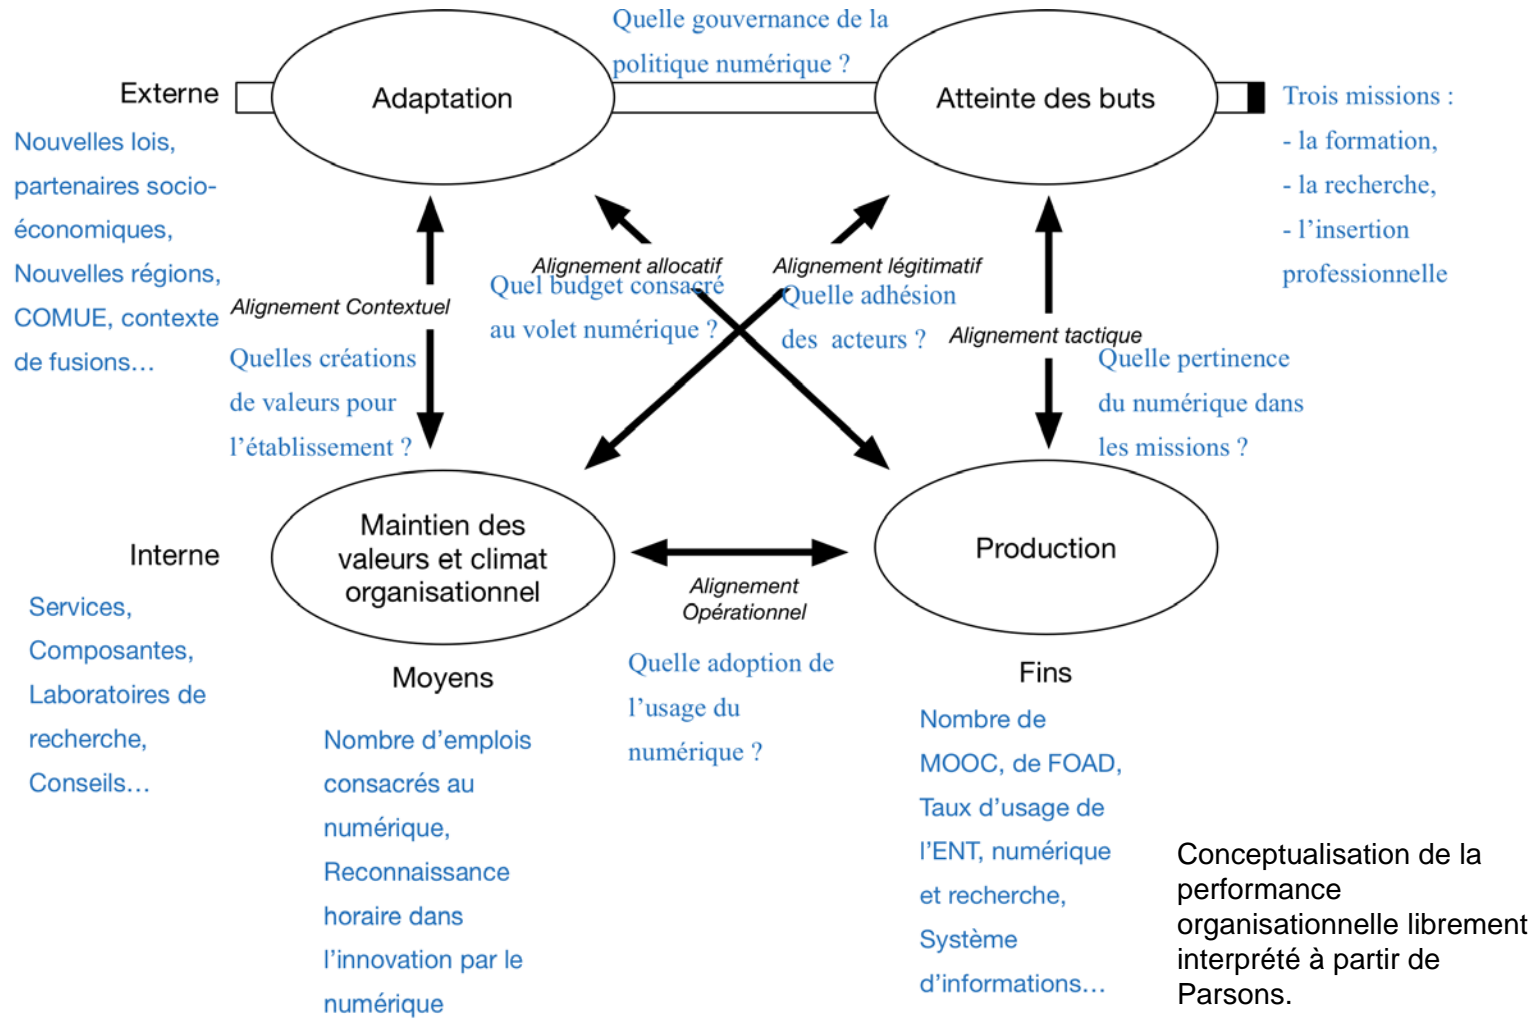 Quelle gouvernance de la
politique numérique ?
Externe
Adaptation
Atteinte des buts
Trois missions :
- la formation,
- la recherche,
- l’insertion
professionnelle
Nouvelles lois,
partenaires socio-
économiques,
Nouvelles régions,
COMUE, contexte
de fusions…
Alignement Contextuel
Quelles créations
de valeurs pour
l’établissement ?
Alignement allocatif
Quel budget consacré
au volet numérique ?
Alignement légitimatif
Quelle adhésion
des acteurs ?
Alignement tactique
Quelle pertinence
du numérique dans
les missions ?
Interne
Maintien des
valeurs et climat
organisationnel
Production
Services,
Composantes,
Laboratoires de
recherche,
Conseils…
Alignement
Opérationnel
Quelle adoption de
l’usage du
numérique ?
Moyens
Nombre d’emplois
consacrés au
numérique,
Reconnaissance
horaire dans
l’innovation par le
numérique
Fins
Nombre de
MOOC, de FOAD,
Taux d’usage de
l’ENT, numérique
et recherche,
Système
d’informations…
Conceptualisation de la
performance
organisationnelle librement
interprété à partir de
Parsons.